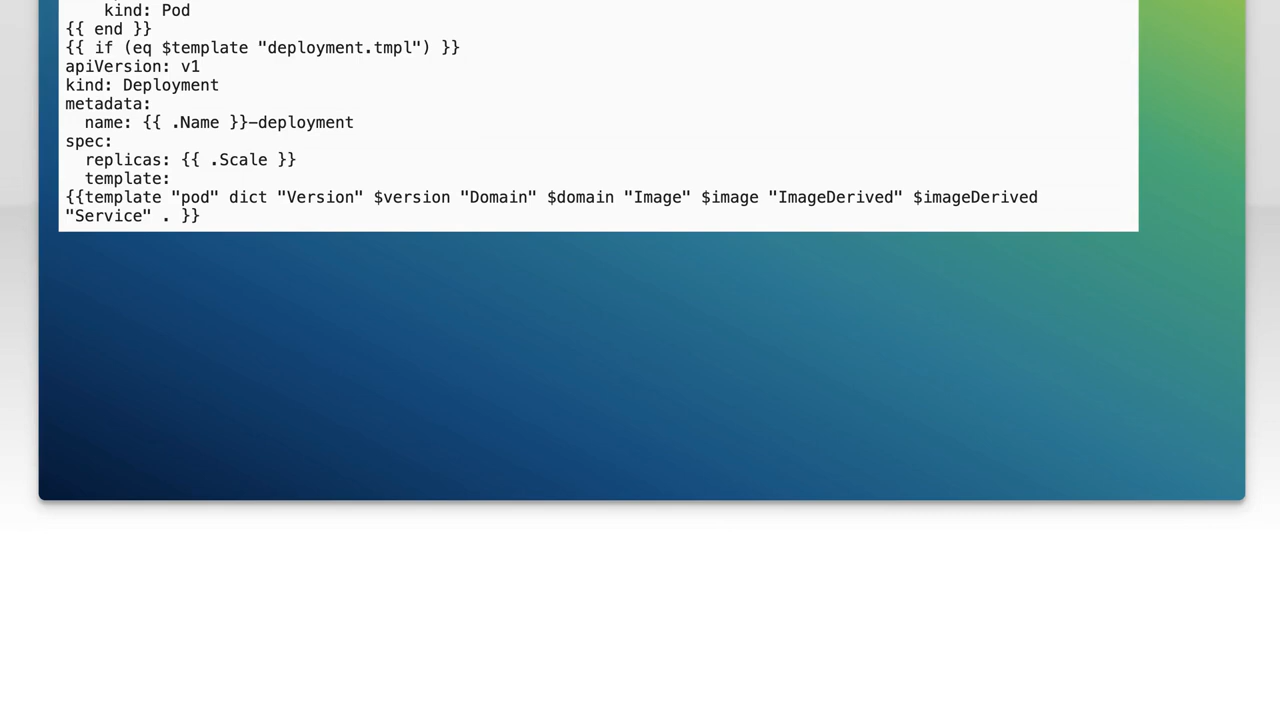 kind: Pod
{{ end }}
{{ if (eq $template "deployment.tmpl") }}
apiVersion: v1
kind: Deployment
metadata:
  name: {{ .Name }}-deployment
spec:
  replicas: {{ .Scale }}
  template:
{{template "pod" dict "Version" $version "Domain" $domain "Image" $image "ImageDerived" $imageDerived
"Service" . }}